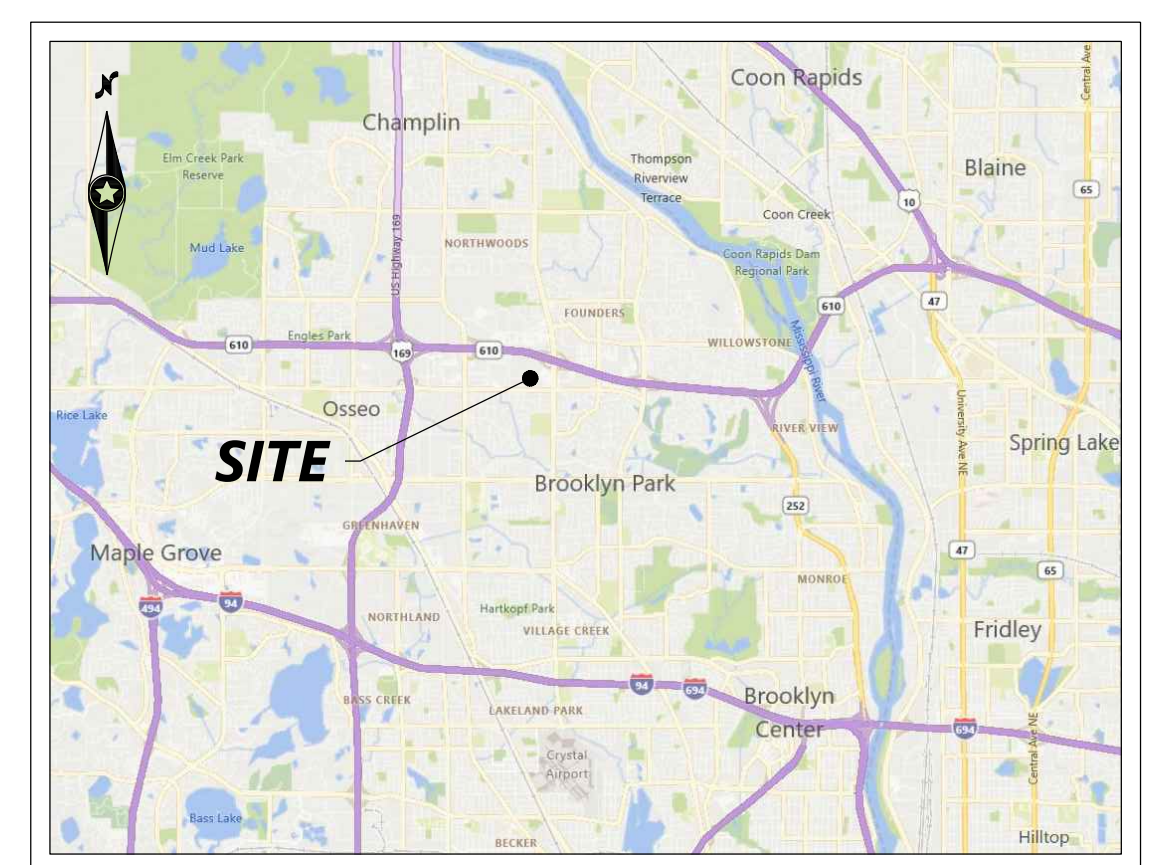 N
Coon Rapids
Central Ave
Champlin
Elm Creek Park
Reserve
Thompson
Riverview
Terrace
Blaine
65
10
Coon Creek
US Highway 169
NORTHWOODS
Mud Lake
Coon Rapids Dam
Regional Park
610
47
FOUNDERS
Engles Park
610
169
610
WILLOWSTONE
Mississippi River
Osseo
Rice Lake
University Ave NE
RIVER VIEW
SITE
Spring Lake
Brooklyn Park
252
GREENHAVEN
Maple Grove
47
65
MONROE
494
94
NORTHLAND
Hartkopf Park
VILLAGE CREEK
Fridley
94
694
BASS CREEK
LAKELAND PARK
Brooklyn
Center
694
Central Ave NE
Crystal
Airport
Bass Lake
BECKER
Hilltop